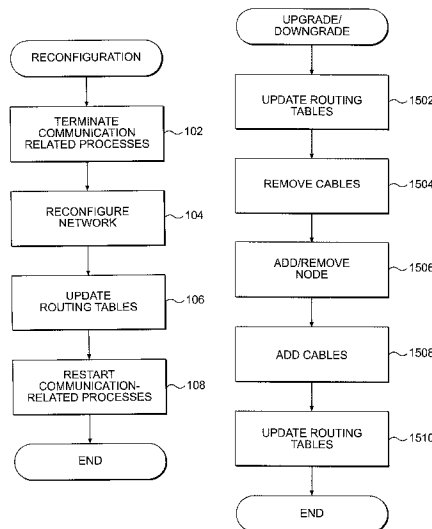 RECONFIGURATION
TERMINATE
COMMUNICATION
RELATED PROCESSES
102
RECONFIGURE
NETWORK
104
UPDATE
ROUTING TABLES
106
RESTART
COMMUNICATION-
RELATED PROCESSES
108
END
UPGRADE/
DOWNGRADE
UPDATE ROUTING
TABLES
1502
REMOVE CABLES
1504
ADD/REMOVE
NODE
1506
ADD CABLES
1508
UPDATE ROUTING
TABLES
1510
END